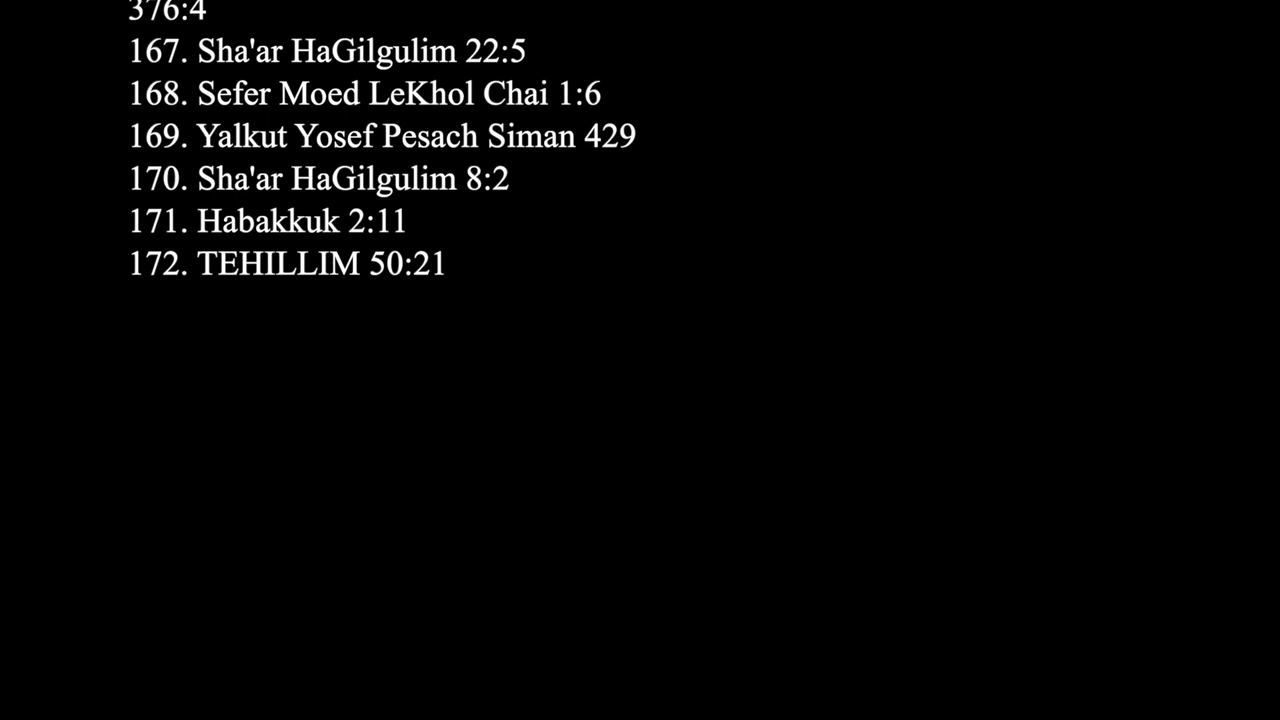 376:4
167. Sha'ar HaGilgulim 22:5
168. Sefer Moed LeKhol Chai 1:6
169. Yalkut Yosef Pesach Siman 429
170. Sha'ar HaGilgulim 8:2
171. Habakkuk 2:11
172. TEHILLIM 50:21